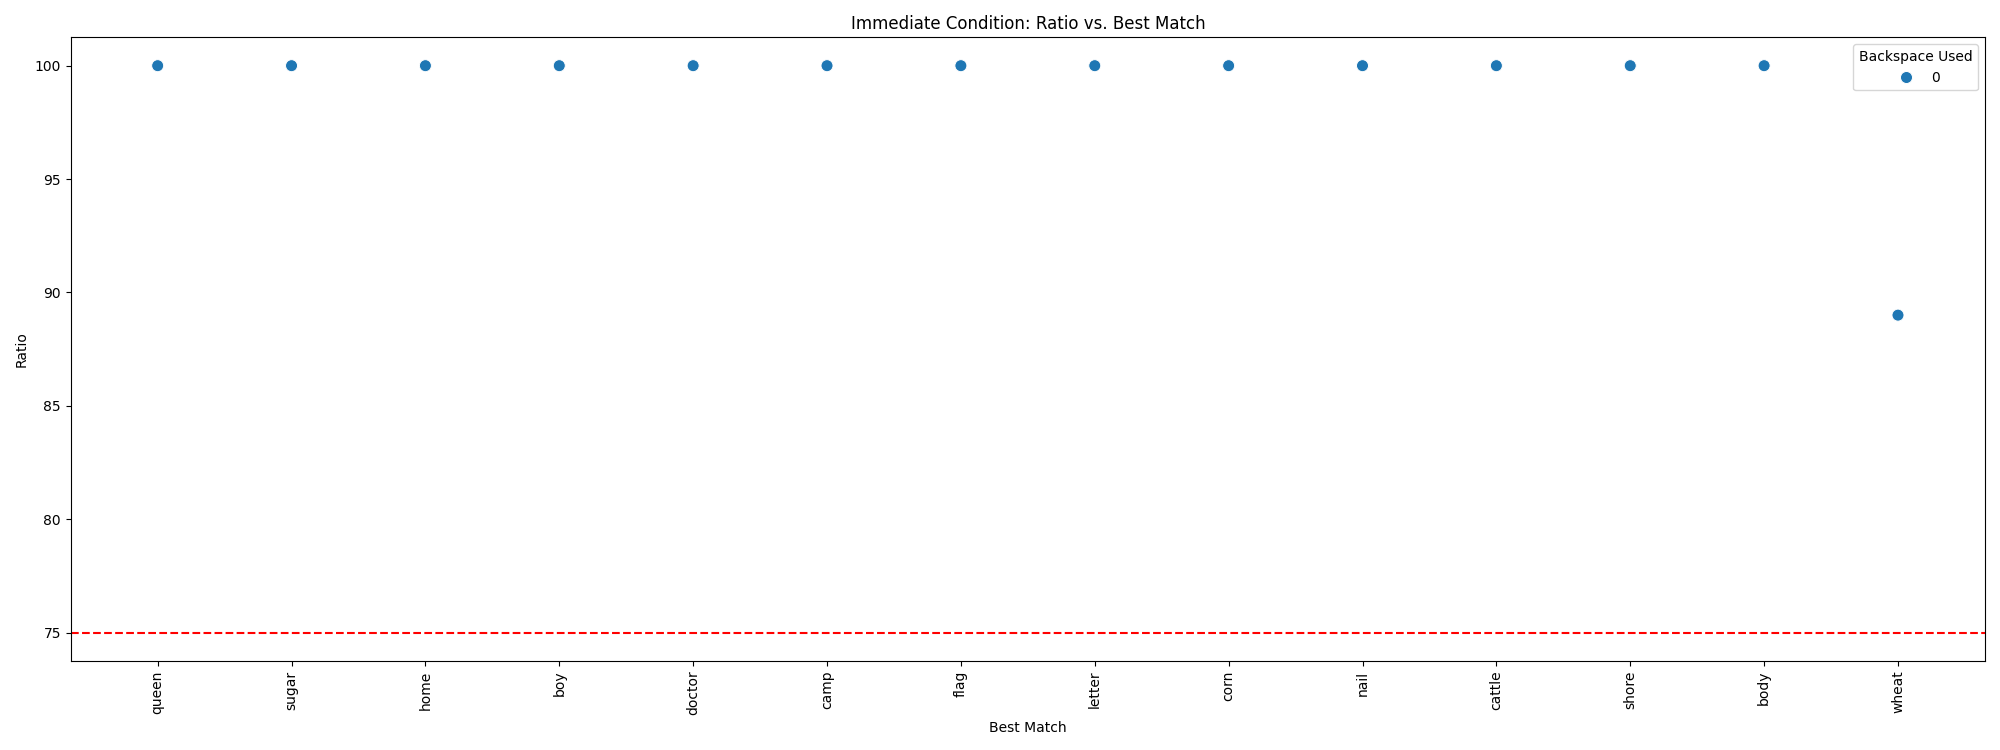 Immediate Condition: Ratio vs. Best Match
Backspace Used
0
100
95
90
85
80
75
Ratio
queen
sugar
home
boy
doctor
camp
flag
letter
corn
nail
cattle
shore
body
wheat
Best Match